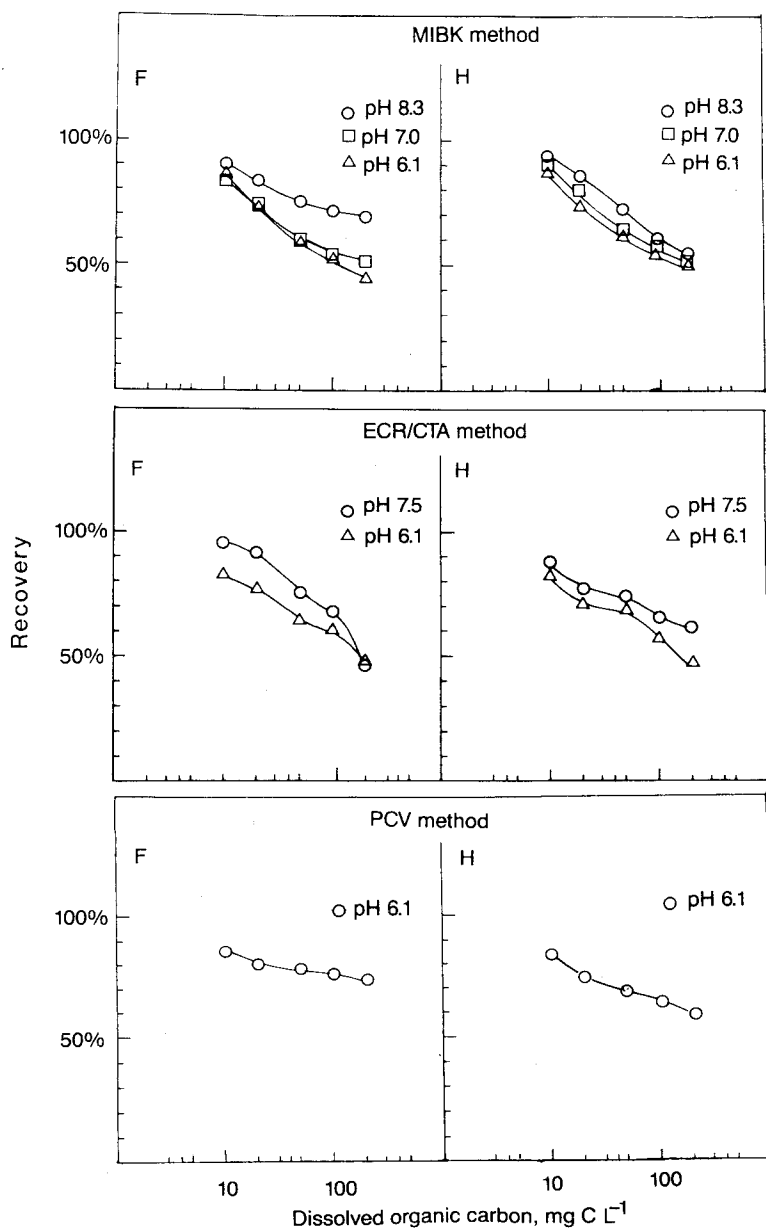 MIBK method
F
H
pH 8.3
pH 7.0
pH 6.1
pH 8.3
pH 7.0
pH 6.1
100%
50%
ECR/CTA method
F
H
pH 7.5
pH 6.1
pH 7.5
pH 6.1
100%
50%
Recovery
PCV method
F
H
pH 6.1
pH 6.1
100%
50%
10 100 10 100
Dissolved organic carbon, mg C L⁻¹